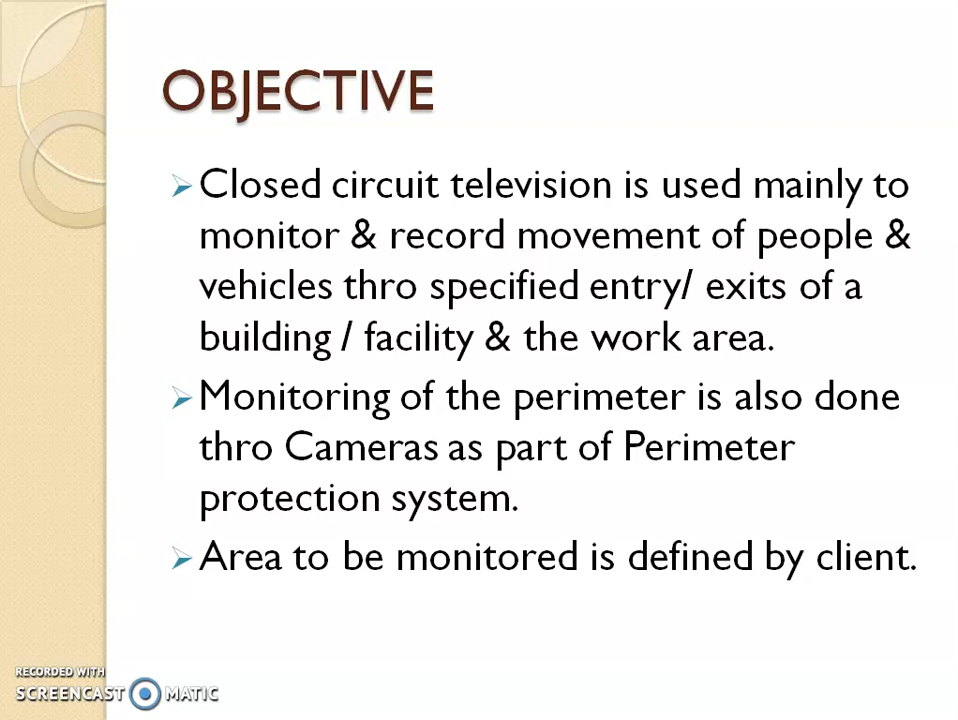 OBJECTIVE
Closed circuit television is used mainly to
monitor & record movement of people &
vehicles thro specified entry/ exits of a
building / facility & the work area.
Monitoring of the perimeter is also done
thro Cameras as part of Perimeter
protection system.
Area to be monitored is defined by client.
RECORDED WITH
SCREENCAST MATIC